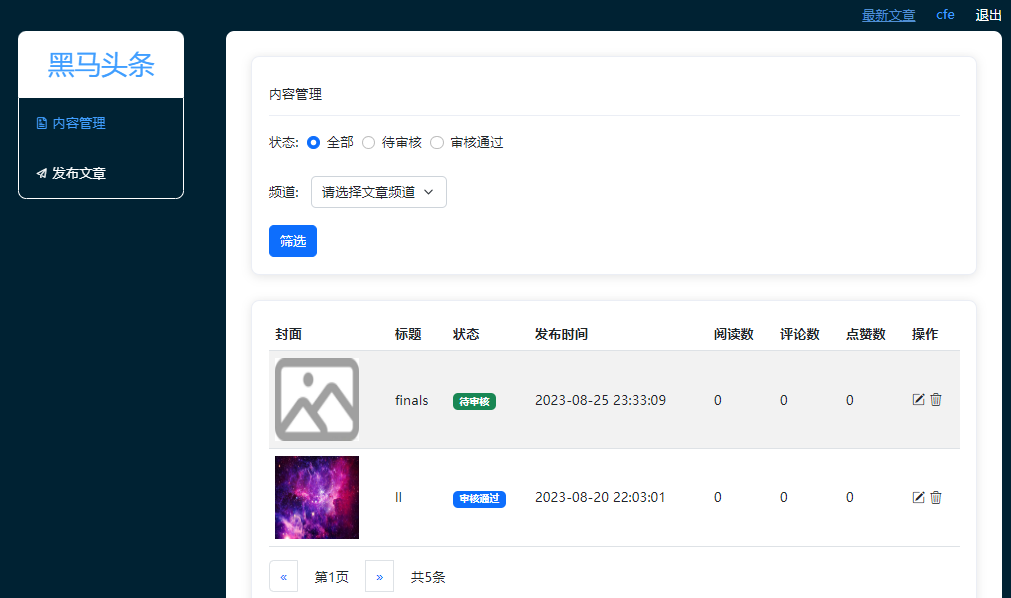 最新文章 cfe 退出
黑马头条
内容管理
发布文章
内容管理
状态: 全部 待审核 审核通过
频道: 请选择文章频道
筛选
封面 标题 状态 发布时间 阅读数 评论数 点赞数 操作
finals 待审核 2023-08-25 23:33:09 0 0 0
ll 审核通过 2023-08-20 22:03:01 0 0 0
« 第1页 » 共5条